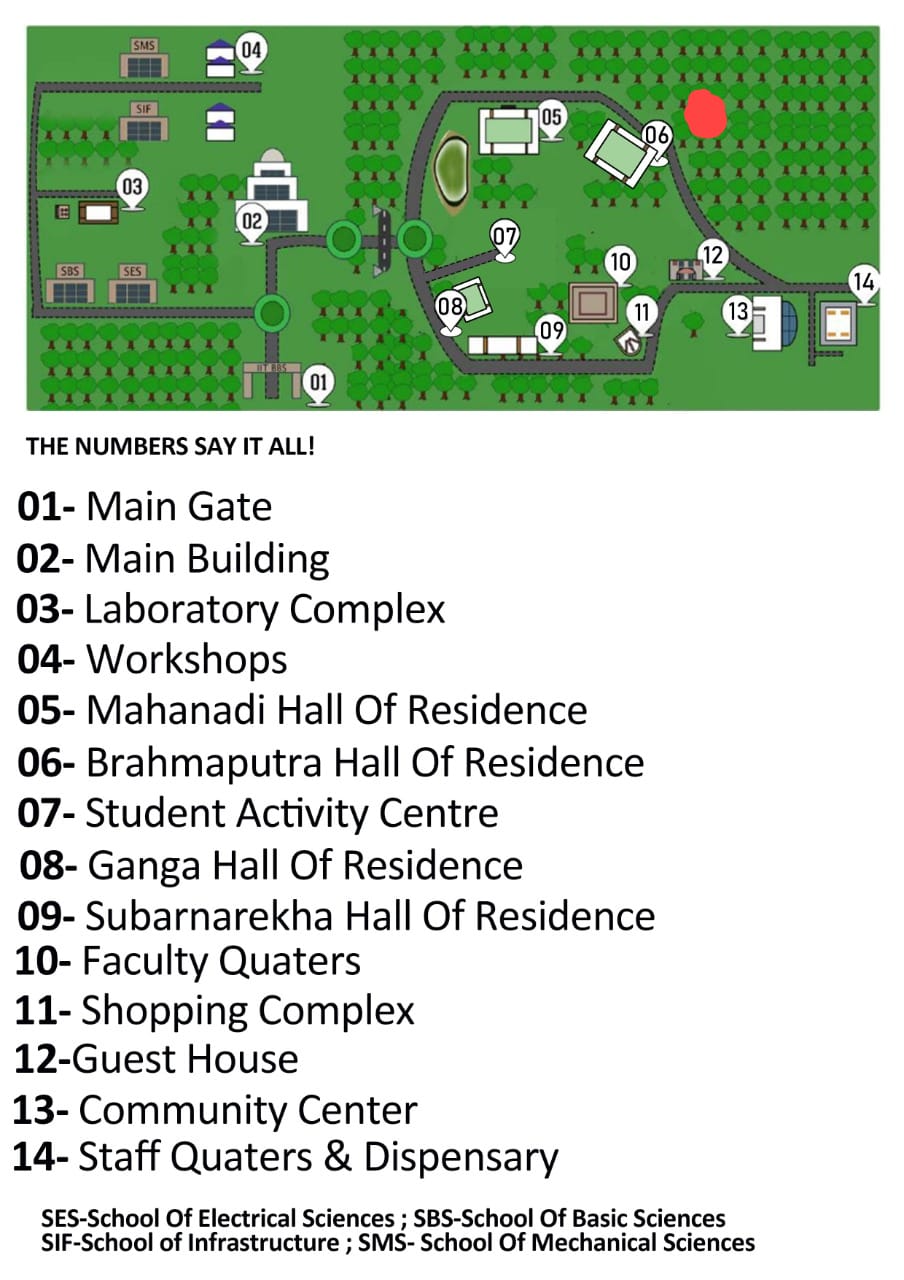 SMS
04
SIF
05
06
03
02
07
12
10
SBS
SES
14
08
11
13
09
IIT BBS
01
THE NUMBERS SAY IT ALL!
01- Main Gate
02- Main Building
03- Laboratory Complex
04- Workshops
05- Mahanadi Hall Of Residence
06- Brahmaputra Hall Of Residence
07- Student Activity Centre
08- Ganga Hall Of Residence
09- Subarnarekha Hall Of Residence
10- Faculty Quaters
11- Shopping Complex
12-Guest House
13- Community Center
14- Staff Quaters & Dispensary
SES-School Of Electrical Sciences ; SBS-School Of Basic Sciences
SIF-School of Infrastructure ; SMS- School Of Mechanical Sciences